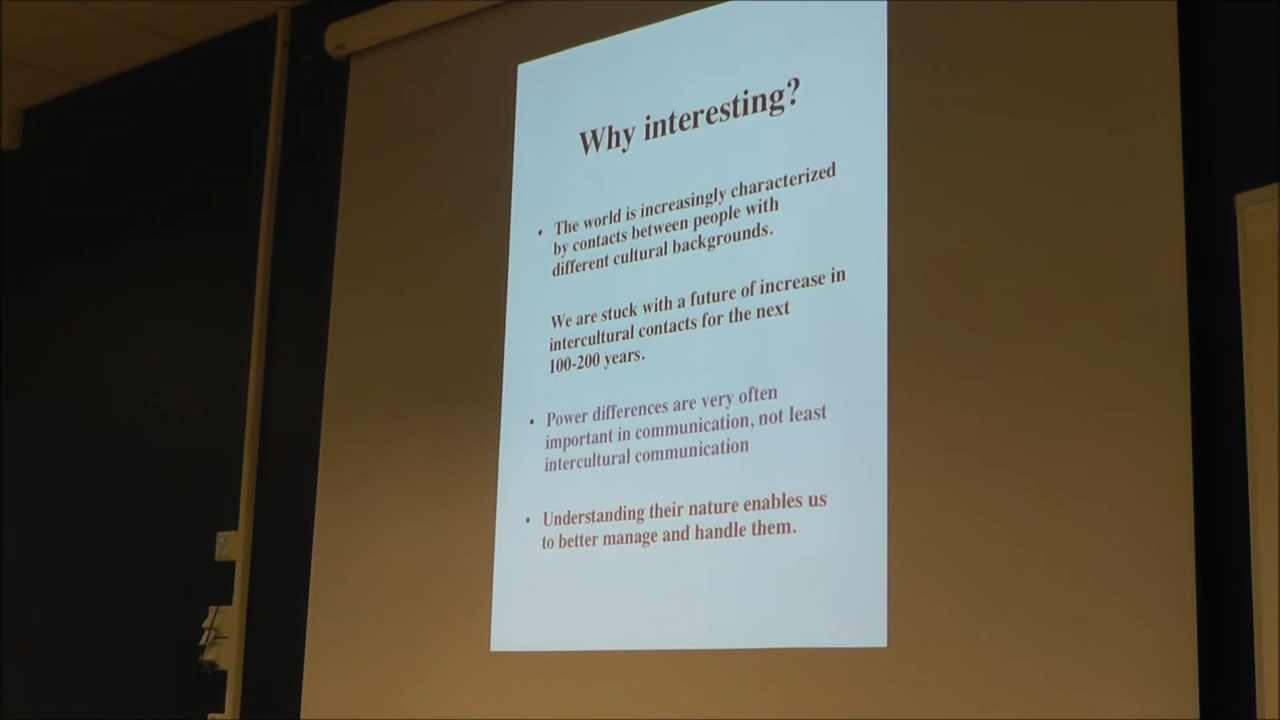 Why interesting?
• The world is increasingly characterized
by contacts between people with
different cultural backgrounds.
We are stuck with a future of increase in
intercultural contacts for the next
100-200 years.
• Power differences are very often
important in communication, not least
intercultural communication
• Understanding their nature enables us
to better manage and handle them.